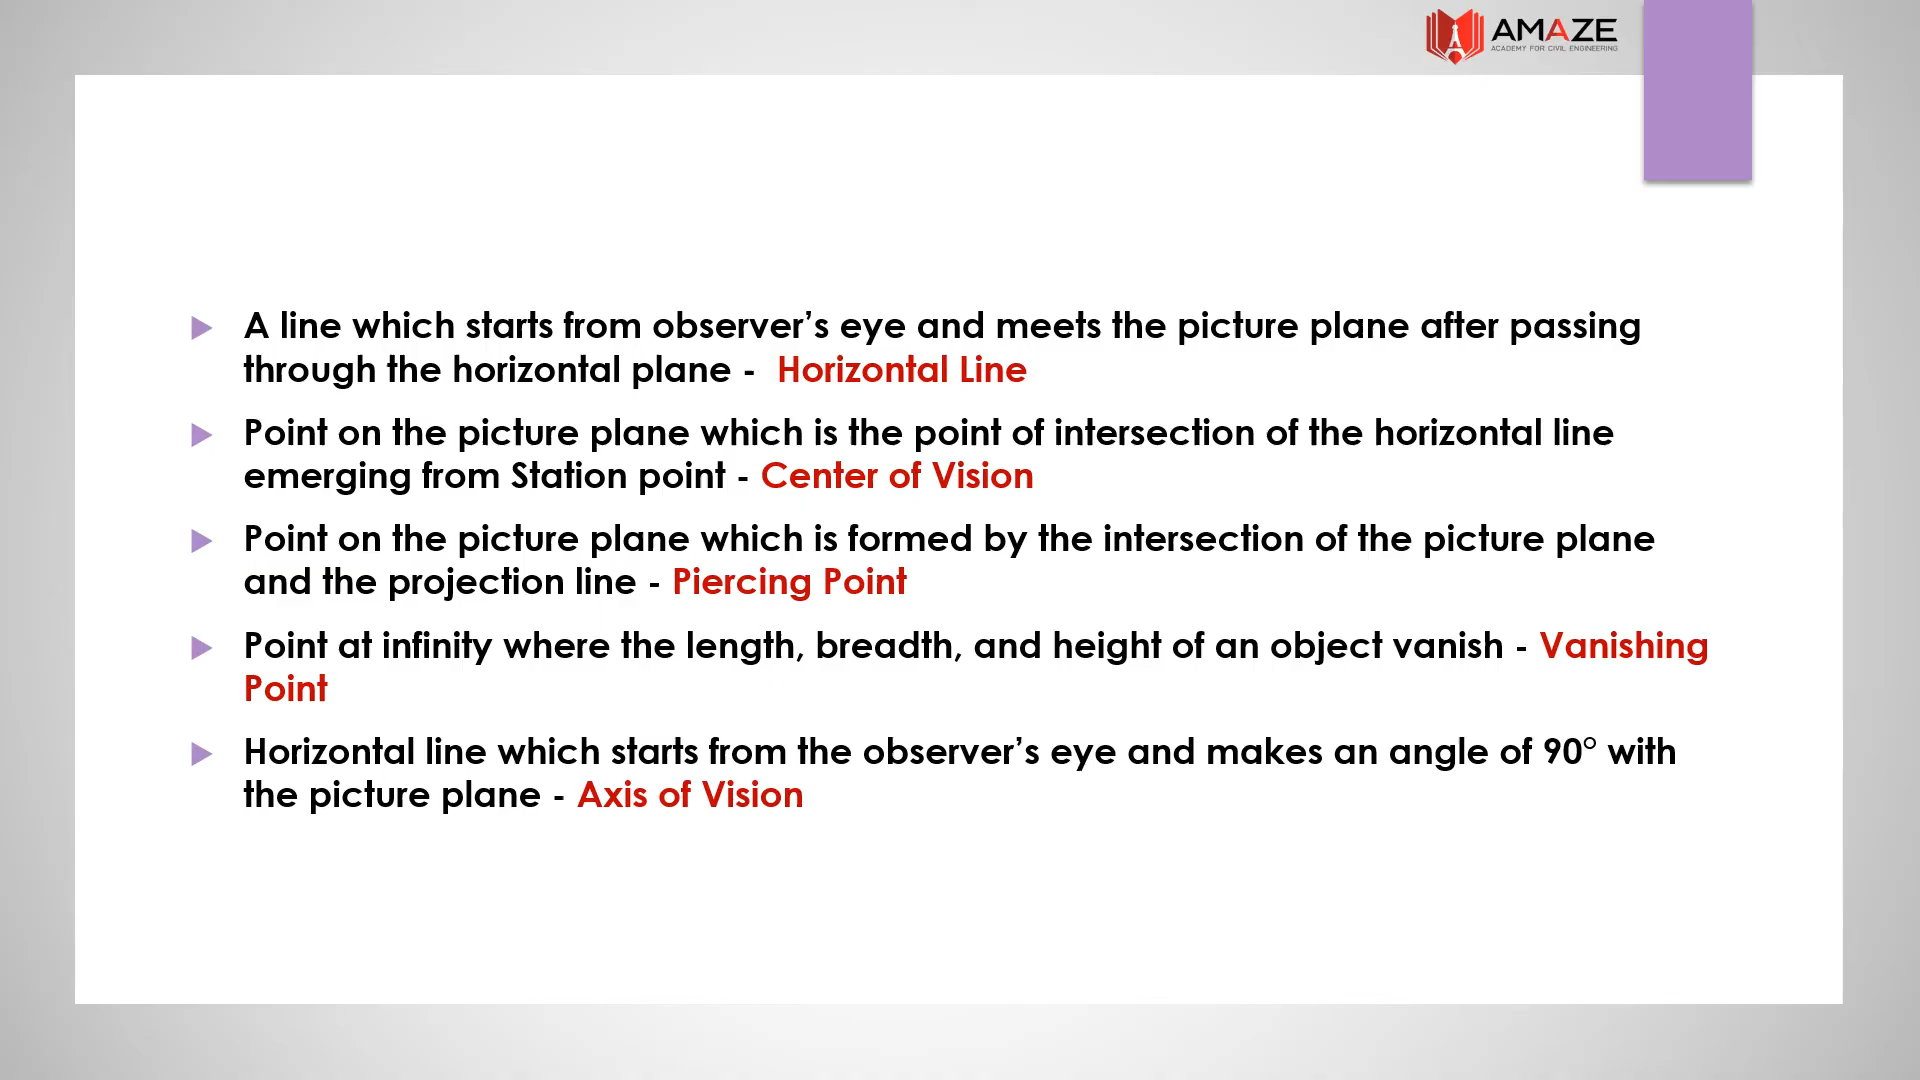 AMAZE
ACADEMY FOR CIVIL ENGINEERING
A line which starts from observer’s eye and meets the picture plane after passing
through the horizontal plane -  Horizontal Line
Point on the picture plane which is the point of intersection of the horizontal line
emerging from Station point - Center of Vision
Point on the picture plane which is formed by the intersection of the picture plane
and the projection line - Piercing Point
Point at infinity where the length, breadth, and height of an object vanish - Vanishing
Point
Horizontal line which starts from the observer’s eye and makes an angle of 90° with
the picture plane - Axis of Vision